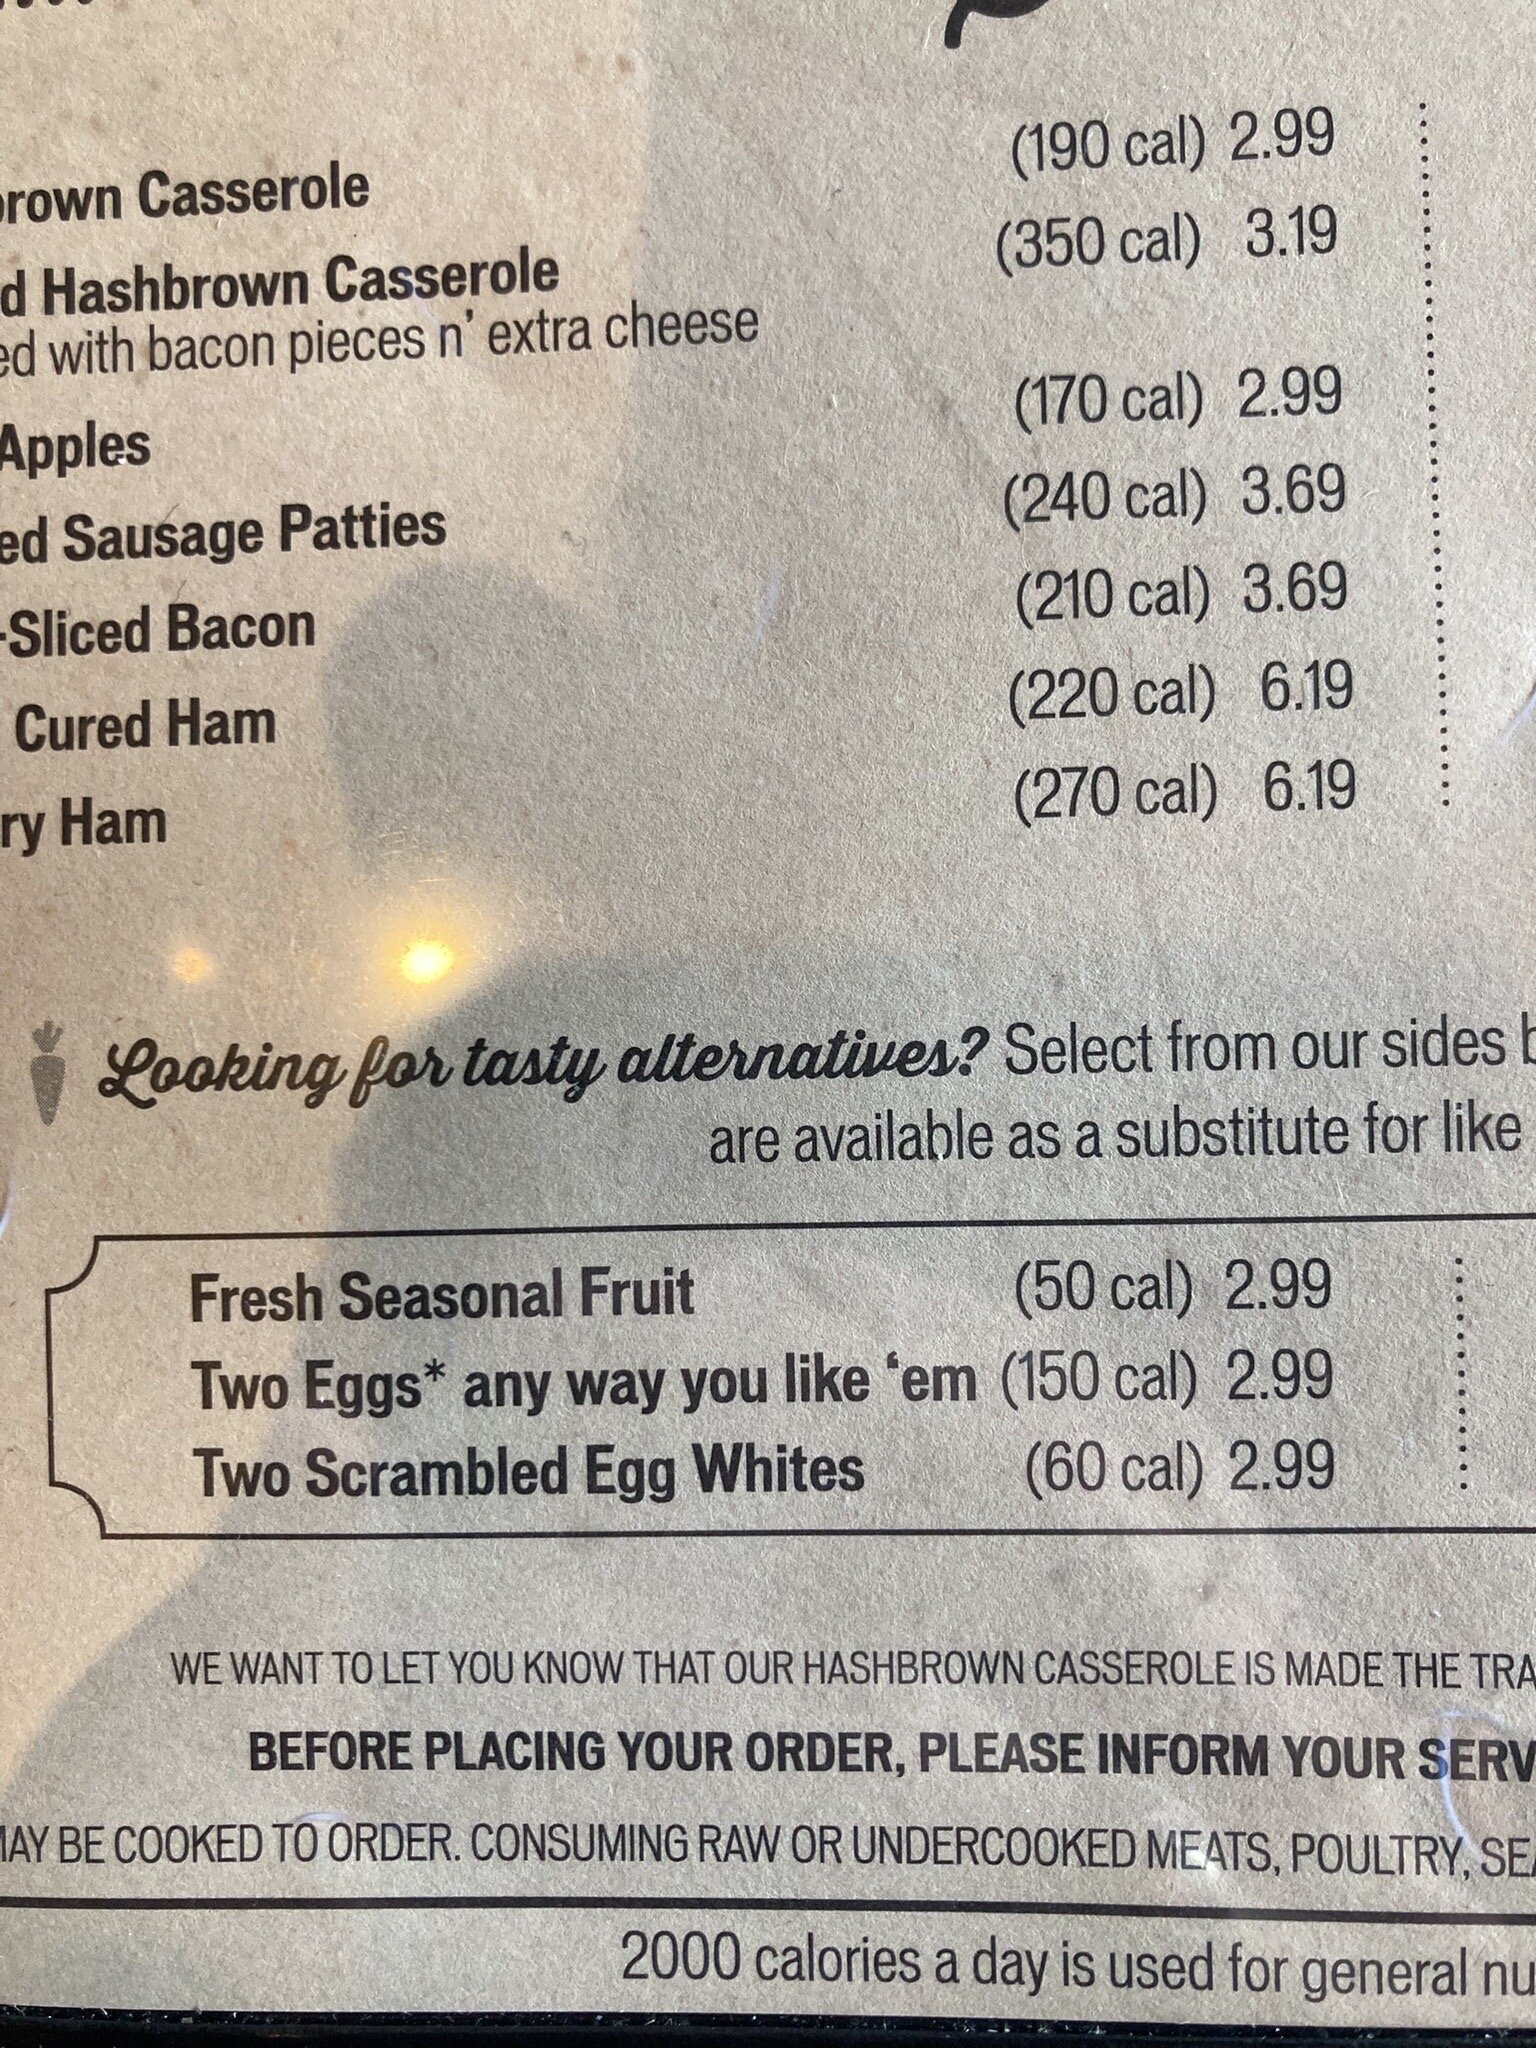 rown Casserole (190 cal) 2.99
d Hashbrown Casserole (350 cal) 3.19
ed with bacon pieces n' extra cheese
Apples (170 cal) 2.99
ed Sausage Patties (240 cal) 3.69
-Sliced Bacon (210 cal) 3.69
Cured Ham (220 cal) 6.19
ry Ham (270 cal) 6.19
Looking for tasty alternatives? Select from our sides b
are available as a substitute for like
Fresh Seasonal Fruit (50 cal) 2.99
Two Eggs* any way you like ‘em (150 cal) 2.99
Two Scrambled Egg Whites (60 cal) 2.99
WE WANT TO LET YOU KNOW THAT OUR HASHBROWN CASSEROLE IS MADE THE TRA
BEFORE PLACING YOUR ORDER, PLEASE INFORM YOUR SERV
MAY BE COOKED TO ORDER. CONSUMING RAW OR UNDERCOOKED MEATS, POULTRY, SEA
2000 calories a day is used for general nu